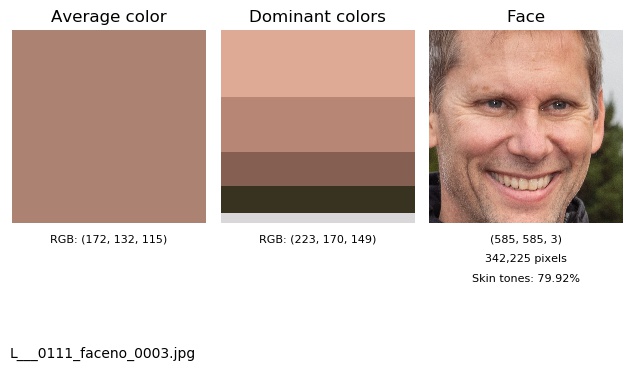 Average color
Dominant colors
Face
RGB: (172, 132, 115)
RGB: (223, 170, 149)
(585, 585, 3)
342,225 pixels
Skin tones: 79.92%
L___0111_faceno_0003.jpg